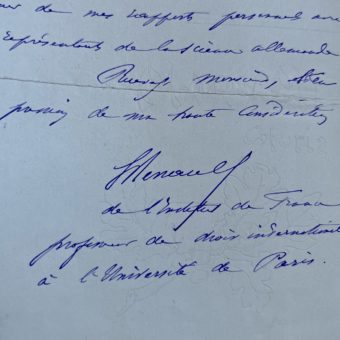 de mes rapports personnels avec
représentants de la science allemande
Recevez, Monsieur,
de ma haute considération
L Renault
de l'Institut de France
professeur de droit international
à l'Université de Paris.